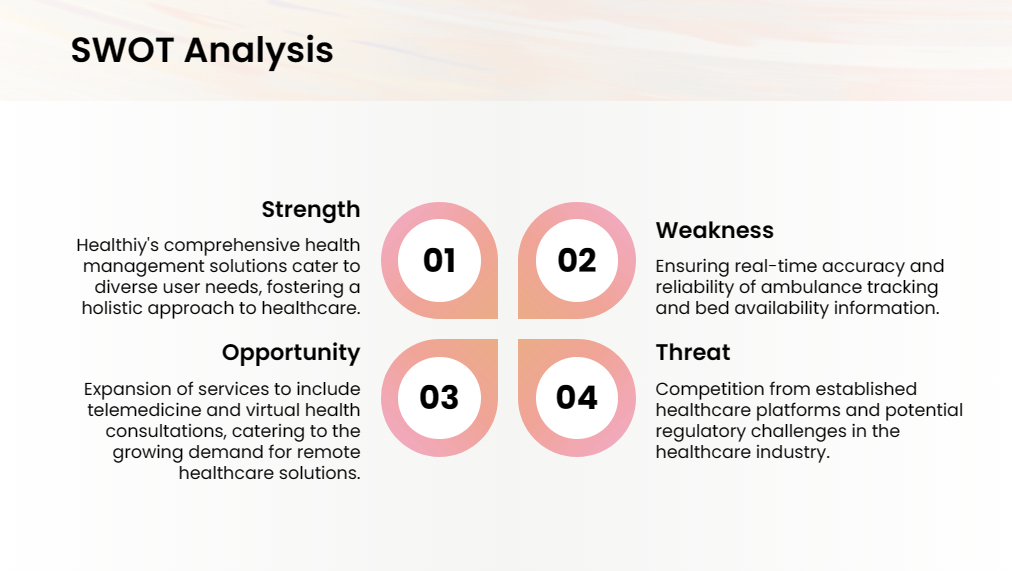 SWOT Analysis
Strength
Healthiy's comprehensive health
management solutions cater to
diverse user needs, fostering a
holistic approach to healthcare.
01
02
Weakness
Ensuring real-time accuracy and
reliability of ambulance tracking
and bed availability information.
Opportunity
Expansion of services to include
telemedicine and virtual health
consultations, catering to the
growing demand for remote
healthcare solutions.
03
04
Threat
Competition from established
healthcare platforms and potential
regulatory challenges in the
healthcare industry.